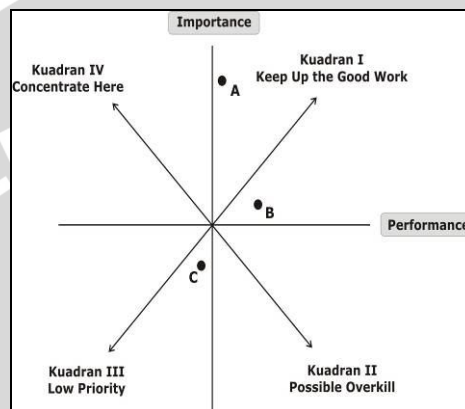 Importance
Kuadran IV
Concentrate Here
Kuadran I
Keep Up the Good Work
A
B
Performance
C
Kuadran III
Low Priority
Kuadran II
Possible Overkill